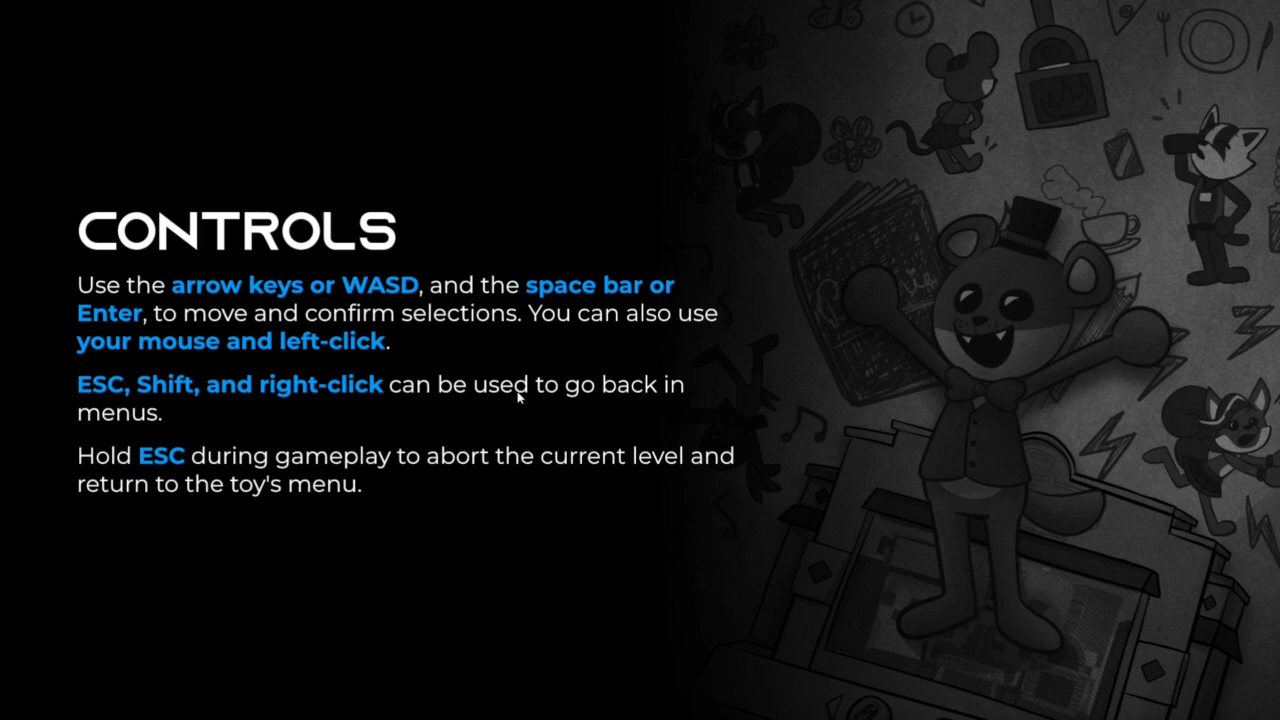 CONTROLS
Use the arrow keys or WASD, and the space bar or
Enter, to move and confirm selections. You can also use
your mouse and left-click.
ESC, Shift, and right-click can be used to go back in
menus.
Hold ESC during gameplay to abort the current level and
return to the toy's menu.